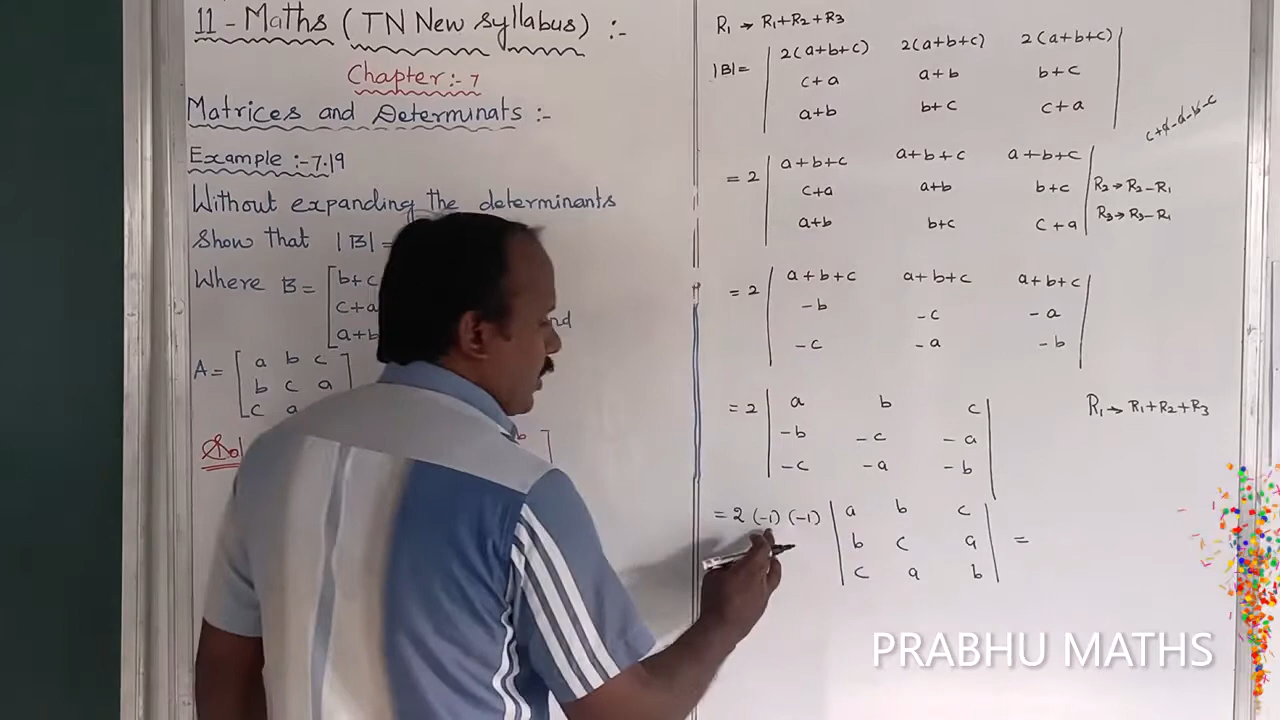 11 - Maths ( TN New syllabus ) :-
Chapter :- 7
Matrices and Determinats :-
Example :- 7.19
Without expanding the determinants
show that |B| =
Where B = [ b+c
c+a
a+b nd
A = [ a b c ]
b c a
c a
Sol b
R₁ → R₁+R₂+R₃
|B| = | 2(a+b+c) 2(a+b+c) 2(a+b+c) |
c+a a+b b+c
a+b b+c c+a
c+a-a-b-c
= 2 | a+b+c a+b+c a+b+c |
c+a a+b b+c R₂→R₂-R₁
a+b b+c c+a R₃→R₃-R₁
= 2 | a+b+c a+b+c a+b+c |
-b -c -a
-c -a -b
= 2 | a b c | R₁→ R₁+R₂+R₃
-b -c -a
-c -a -b
= 2 (-1) (-1) | a b c |
b c a =
c a b
PRABHU MATHS